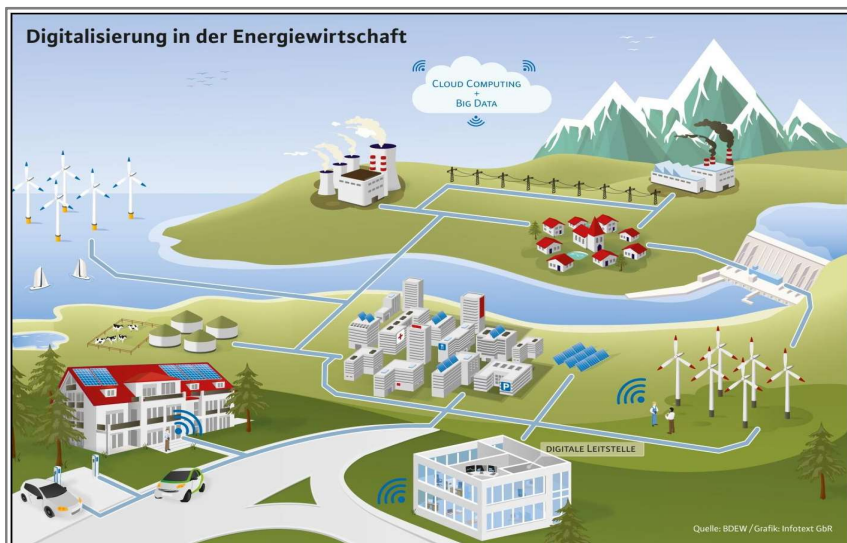 Digitalisierung in der Energiewirtschaft
Cloud Computing
+
Big Data
P
DIGITALE LEITSTELLE
Quelle: BDEW / Grafik: Infotext GbR